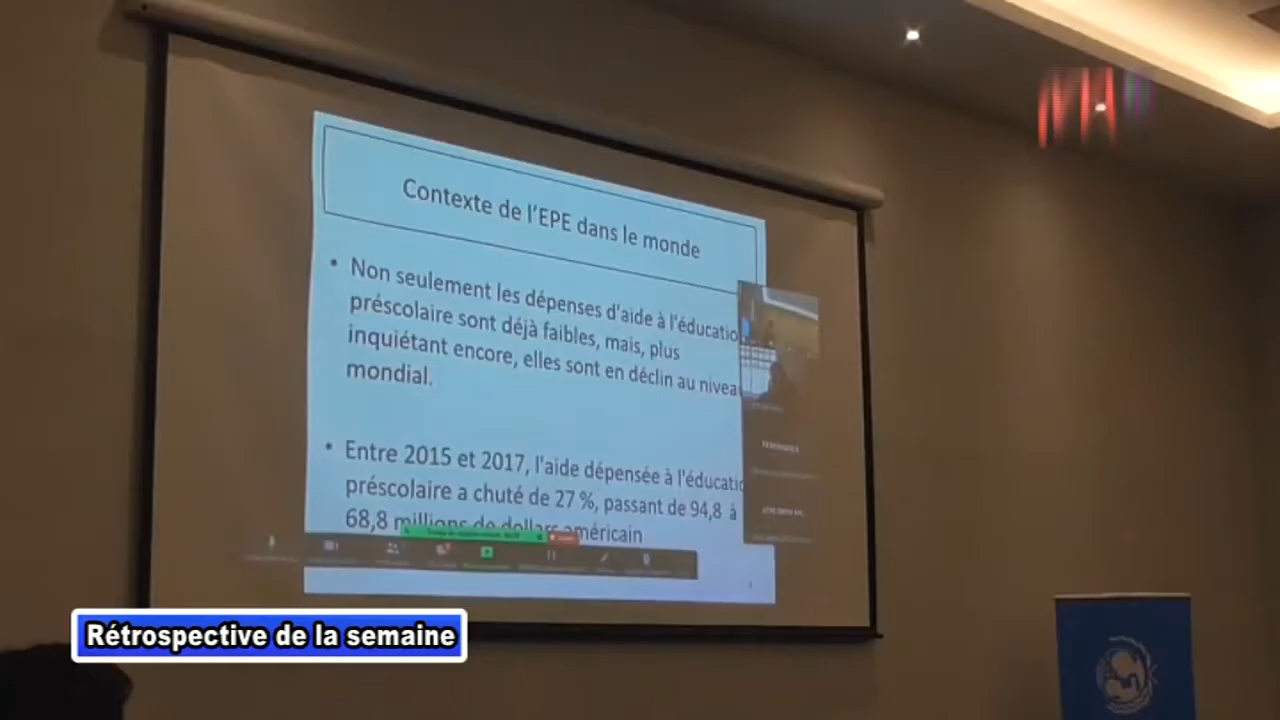 Contexte de l'EPE dans le monde
• Non seulement les dépenses d'aide à l'éducatio
préscolaire sont déjà faibles, mais, plus
inquiétant encore, elles sont en déclin au niveau
mondial.
• Entre 2015 et 2017, l'aide dépensée à l'éducatio
préscolaire a chuté de 27 %, passant de 94,8 à
68,8 millions de dollars américain
Rétrospective de la semaine